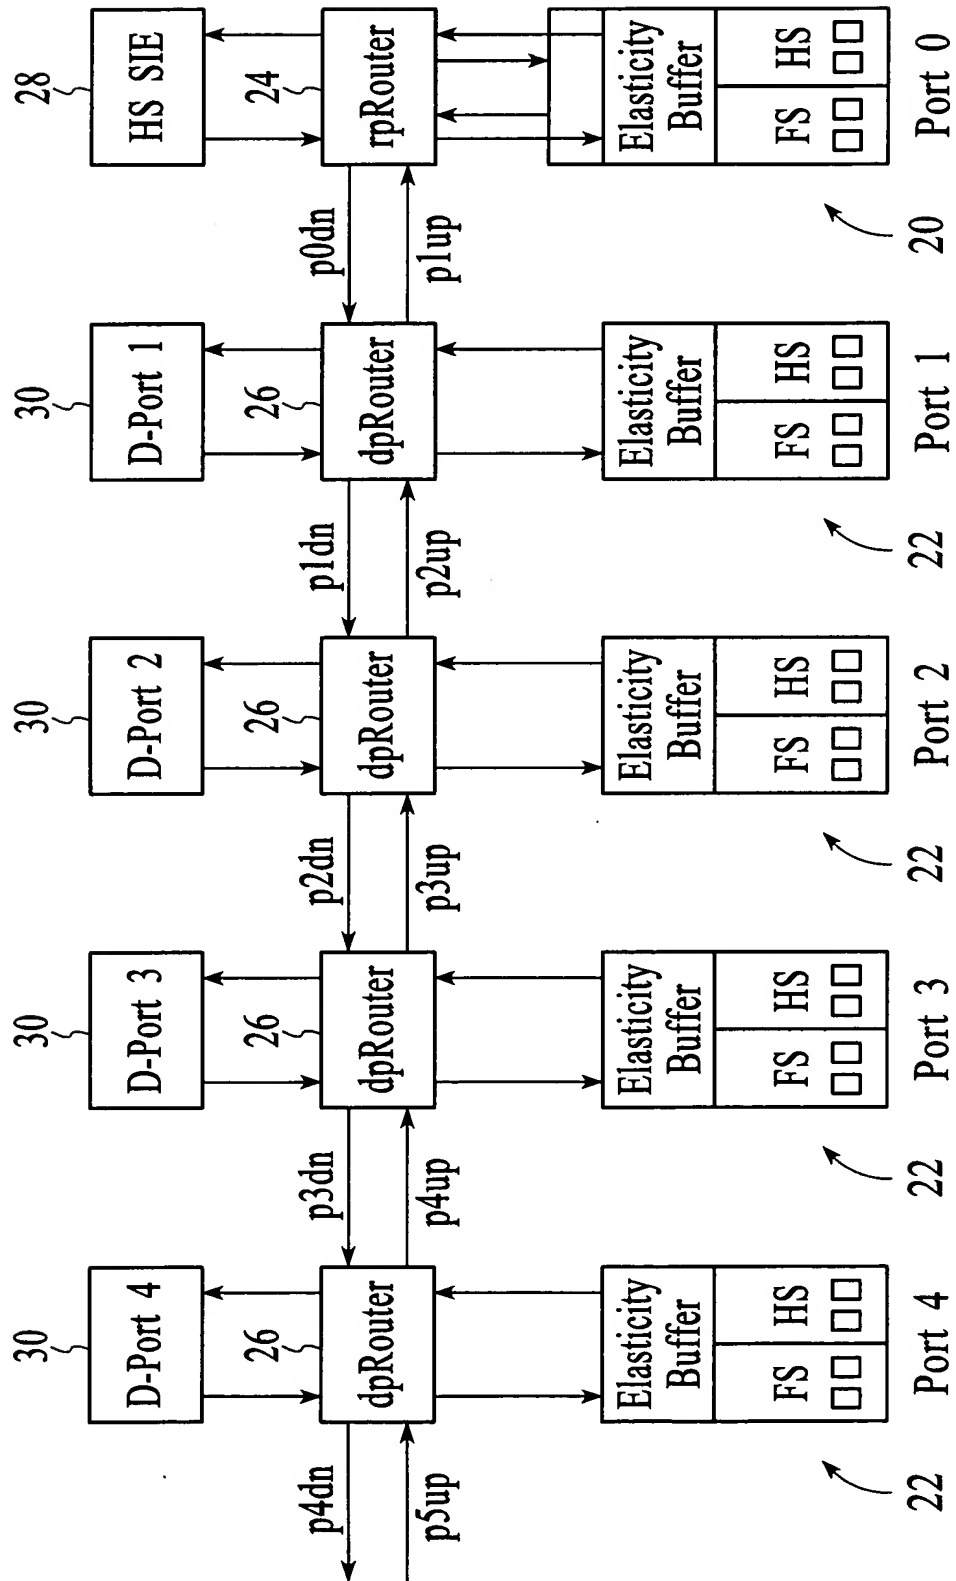 30 30 30 30 28
D-Port 4 D-Port 3 D-Port 2 D-Port 1 HS SIE
26 26 26 26 24
p4dn p3dn p2dn p1dn p0dn
dpRouter dpRouter dpRouter dpRouter rpRouter
p5up p4up p3up p2up p1up
Elasticity Elasticity Elasticity Elasticity Elasticity
Buffer Buffer Buffer Buffer Buffer
FS HS FS HS FS HS FS HS FS HS
22 Port 4 22 Port 3 22 Port 2 22 Port 1 20 Port 0